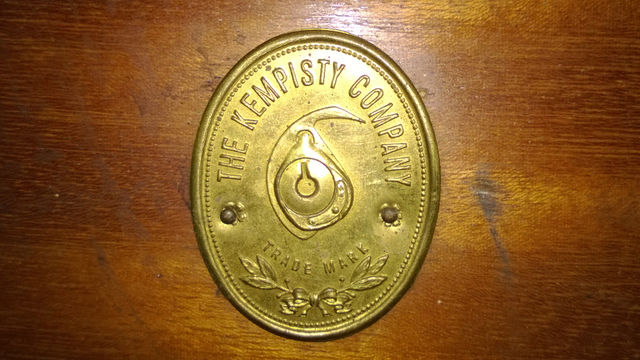 THE KEMPISTY COMPANY
TRADE MARK